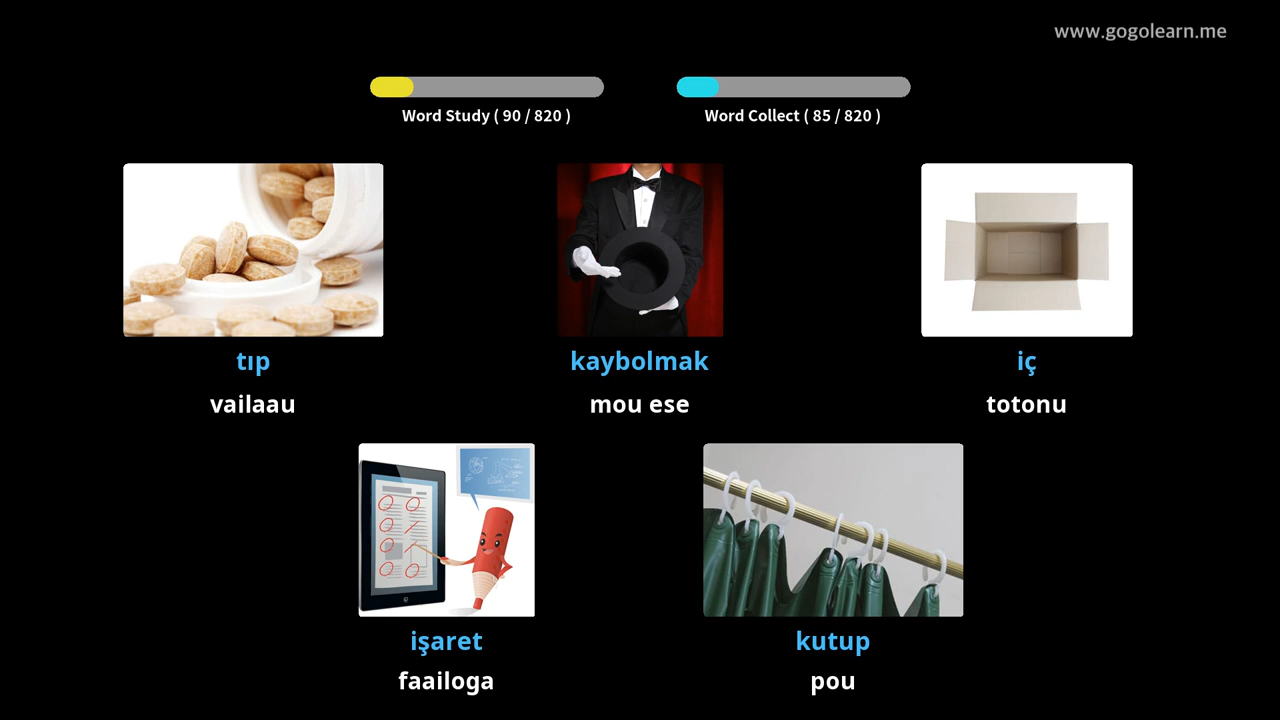 www.gogolearn.me
Word Study ( 90 / 820 )
Word Collect ( 85 / 820 )
tıp
kaybolmak
iç
vailaau
mou ese
totonu
işaret
kutup
faailoga
pou